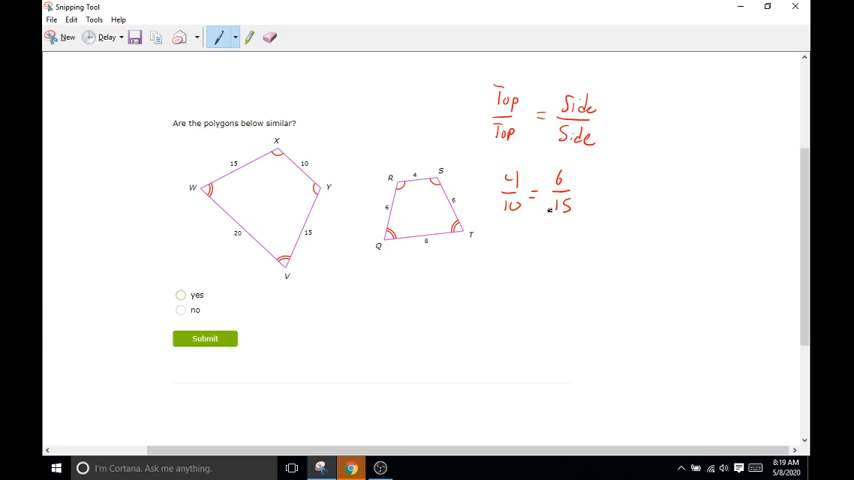 Snipping Tool
File Edit Tools Help
New Delay
Are the polygons below similar?
X
15
10
W
Y
20
15
V
R
4
S
6
6
Q
8
T
yes
no
Submit
Top = Side
Top Side
4 = 6
10 15
I'm Cortana. Ask me anything.
8:19 AM
5/8/2020